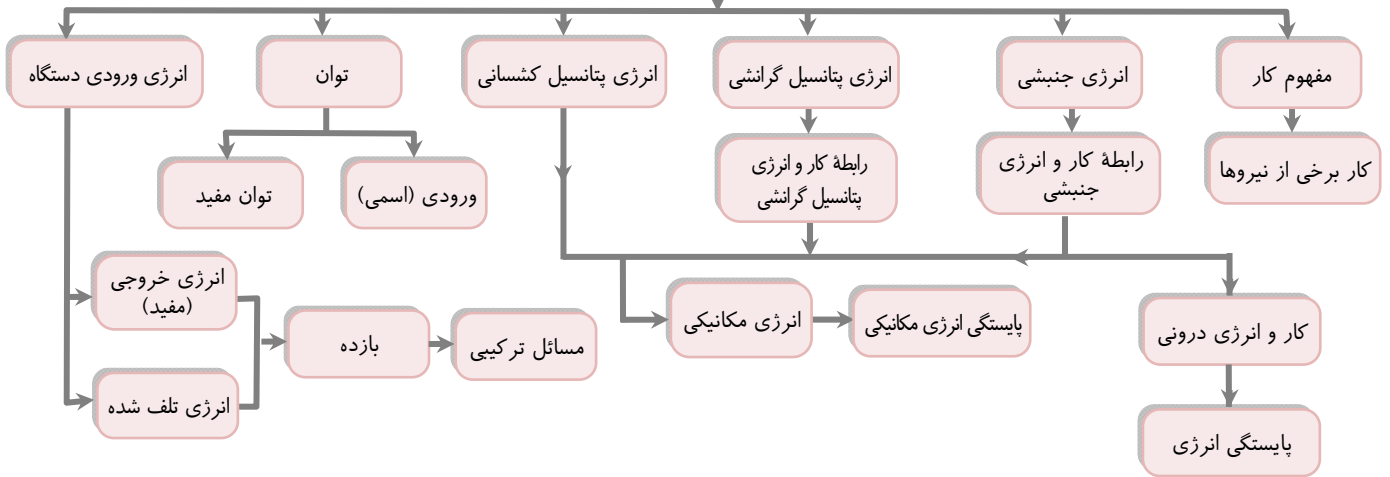 مفهوم کار
انرژی جنبشی
انرژی پتانسیل گرانشی
انرژی پتانسیل کشسانی
توان
انرژی ورودی دستگاه
کار برخی از نیروها
رابطهٔ کار و انرژی
جنبشی
رابطهٔ کار و انرژی
پتانسیل گرانشی
ورودی (اسمی)
توان مفید
کار و انرژی درونی
پایستگی انرژی مکانیکی
انرژی مکانیکی
مسائل ترکیبی
بازده
انرژی خروجی
(مفید)
انرژی تلف شده
پایستگی انرژی